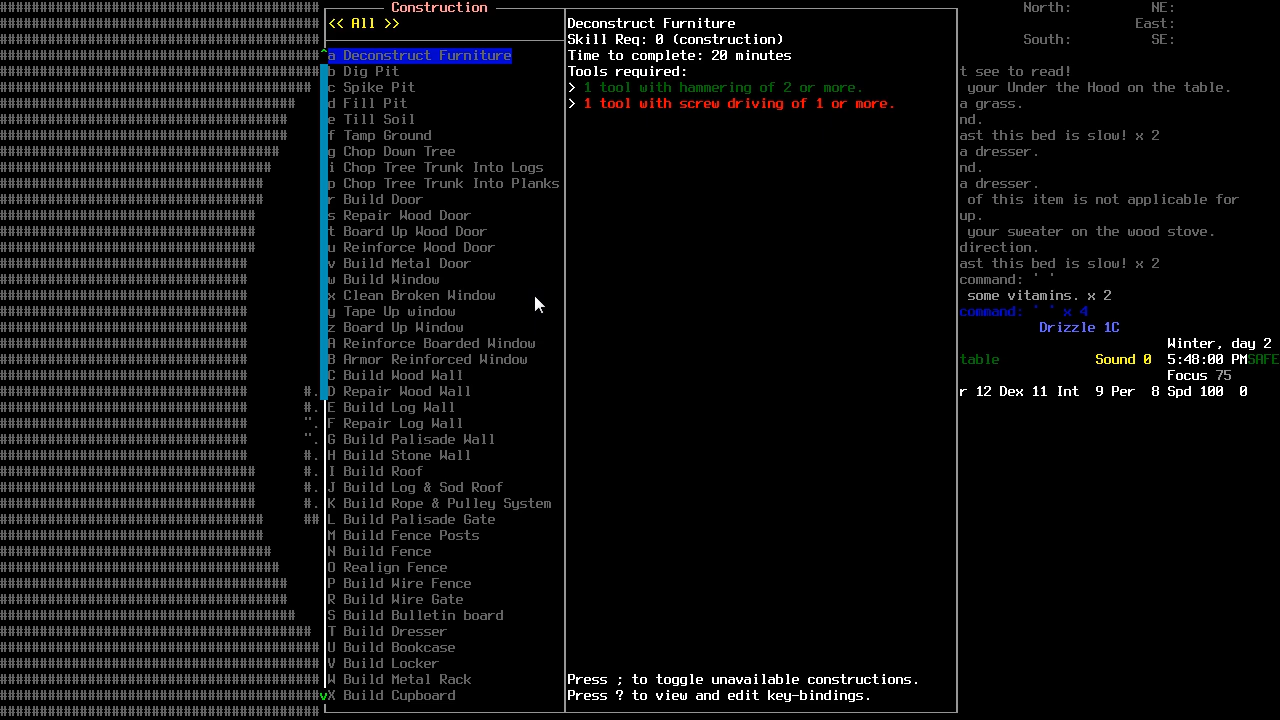 Construction
<< All >>
a Deconstruct Furniture
b Dig Pit
c Spike Pit
d Fill Pit
e Till Soil
f Tamp Ground
g Chop Down Tree
i Chop Tree Trunk Into Logs
p Chop Tree Trunk Into Planks
r Build Door
s Repair Wood Door
t Board Up Wood Door
u Reinforce Wood Door
v Build Metal Door
w Build Window
x Clean Broken Window
y Tape Up window
z Board Up Window
A Reinforce Boarded Window
B Armor Reinforced Window
C Build Wood Wall
D Repair Wood Wall
E Build Log Wall
F Repair Log Wall
G Build Palisade Wall
H Build Stone Wall
I Build Roof
J Build Log & Sod Roof
K Build Rope & Pulley System
L Build Palisade Gate
M Build Fence Posts
N Build Fence
O Realign Fence
P Build Wire Fence
R Build Wire Gate
S Build Bulletin board
T Build Dresser
U Build Bookcase
V Build Locker
W Build Metal Rack
X Build Cupboard
Deconstruct Furniture
Skill Req: 0 (construction)
Time to complete: 20 minutes
Tools required:
> 1 tool with hammering of 2 or more.
> 1 tool with screw driving of 1 or more.
Press ; to toggle unavailable constructions.
Press ? to view and edit key-bindings.
North: NE:
East:
South: SE:
t see to read!
your Under the Hood on the table.
a grass.
nd.
ast this bed is slow! x 2
a dresser.
nd.
a dresser.
of this item is not applicable for
up.
your sweater on the wood stove.
direction.
ast this bed is slow! x 2
command: ` `
some vitamins. x 2
command: ` ` x 4
Drizzle 1C
Winter, day 2
table Sound 0 5:48:00 PMSAFE
Focus 75
r 12 Dex 11 Int 9 Per 8 Spd 100 0